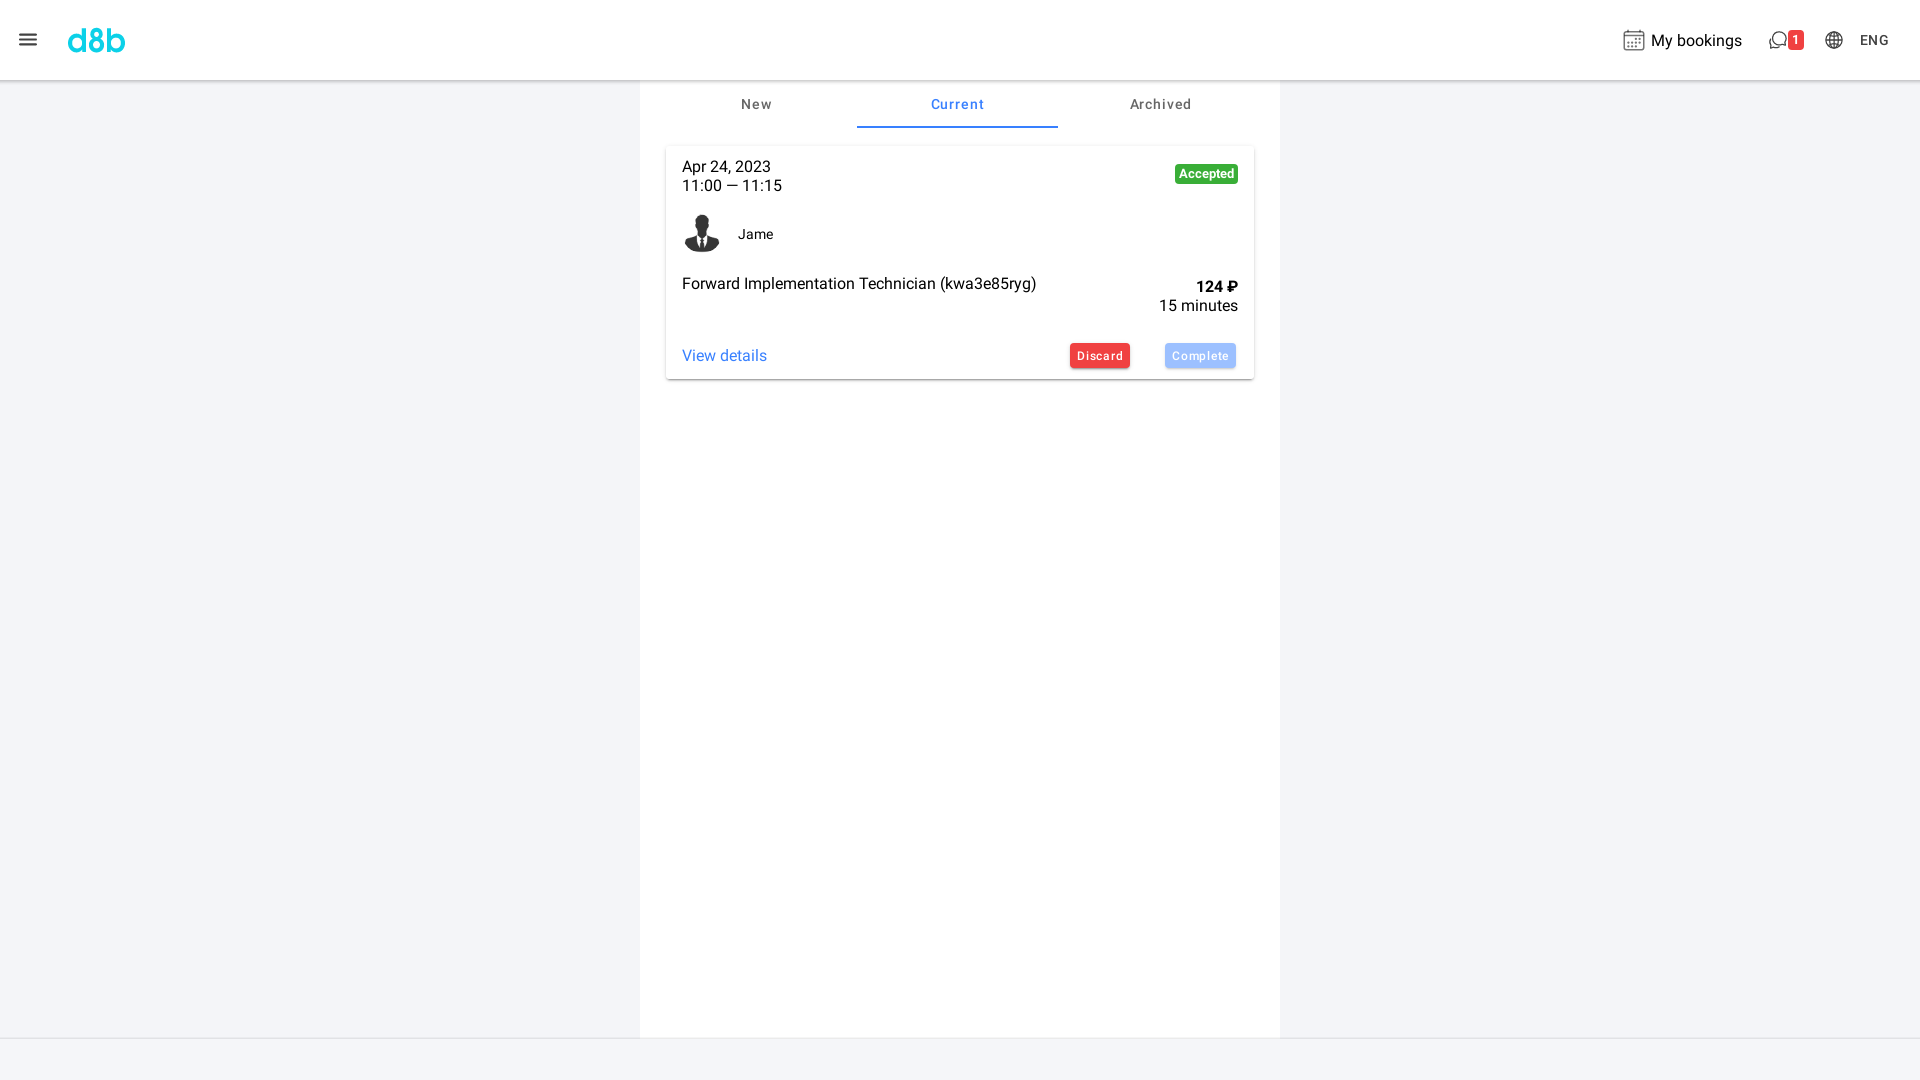 d8b
My bookings
1
ENG
New
Current
Archived
Apr 24, 2023
11:00 — 11:15
Accepted
Jame
Forward Implementation Technician (kwa3e85ryg)
124 ₽
15 minutes
View details
Discard
Complete